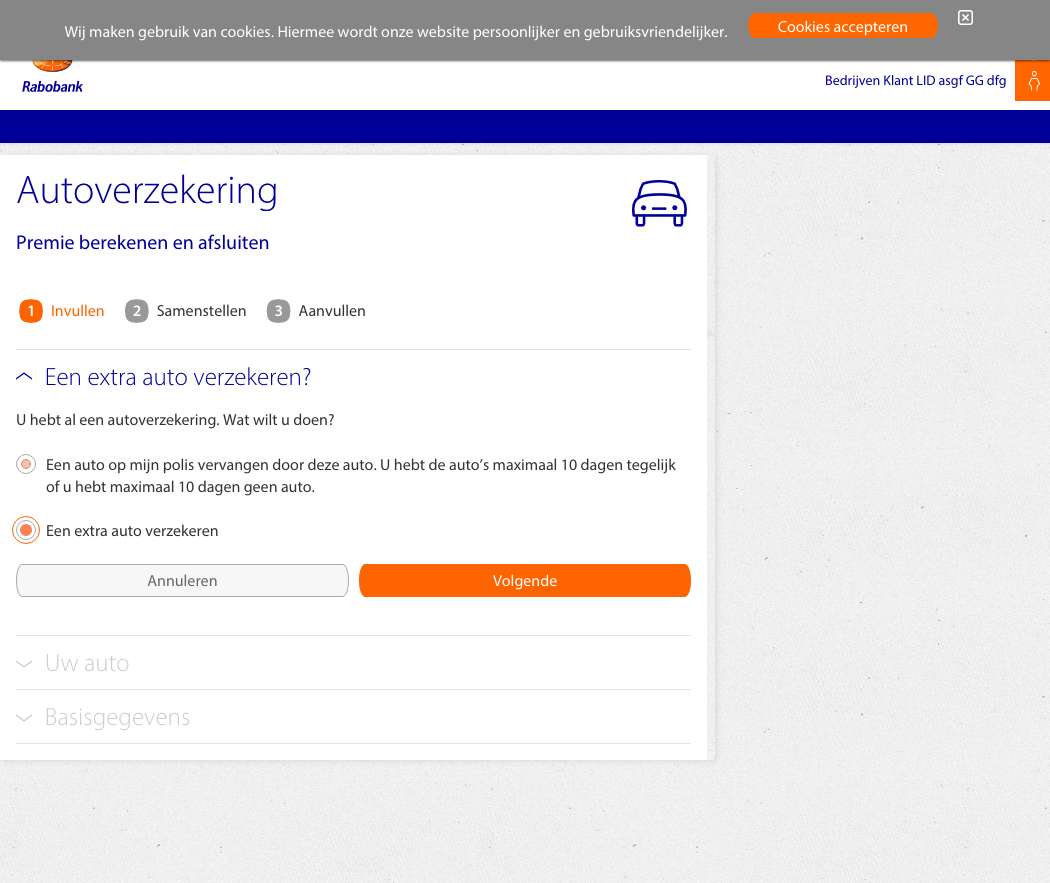 Wij maken gebruik van cookies. Hiermee wordt onze website persoonlijker en gebruiksvriendelijker.
Cookies accepteren
Rabobank
Bedrijven Klant LID asgf GG dfg
Autoverzekering
Premie berekenen en afsluiten
1 Invullen 2 Samenstellen 3 Aanvullen
Een extra auto verzekeren?
U hebt al een autoverzekering. Wat wilt u doen?
Een auto op mijn polis vervangen door deze auto. U hebt de auto’s maximaal 10 dagen tegelijk
of u hebt maximaal 10 dagen geen auto.
Een extra auto verzekeren
Annuleren Volgende
Uw auto
Basisgegevens